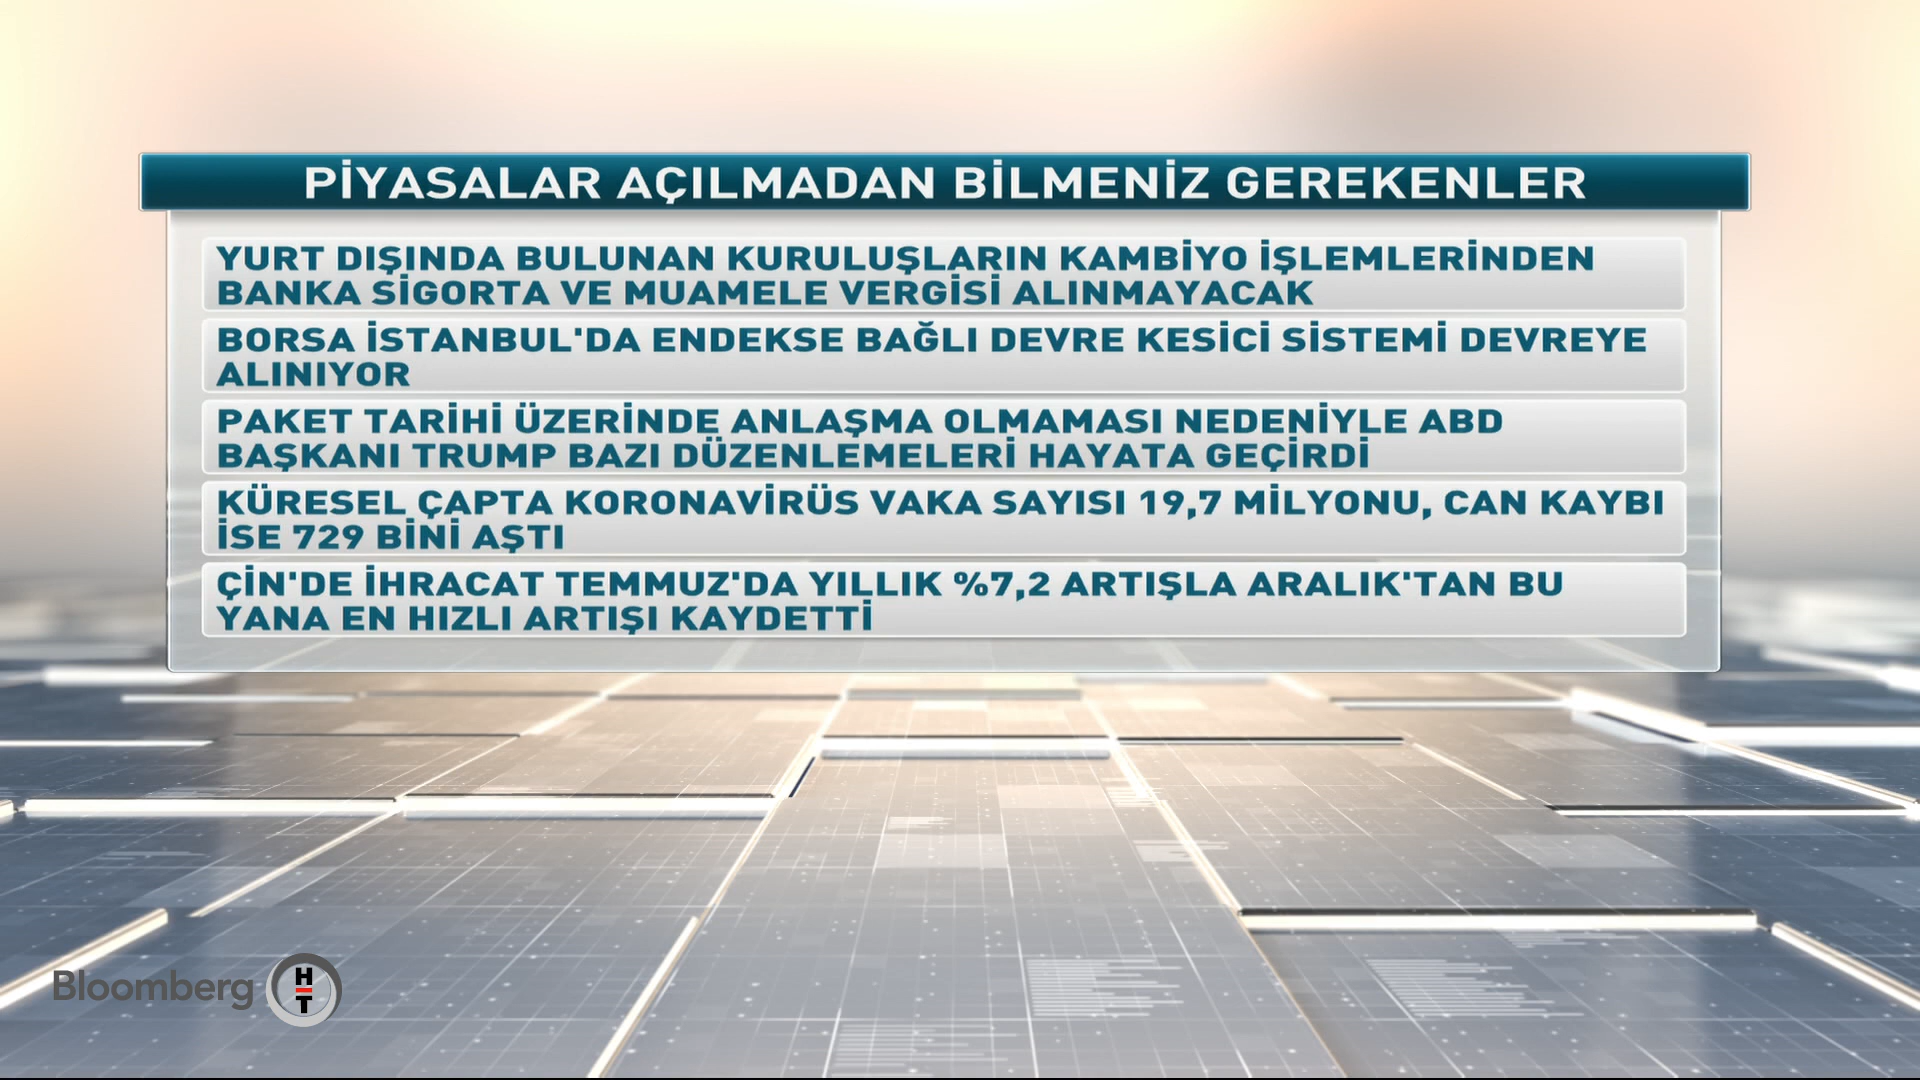 PİYASALAR AÇILMADAN BİLMENİZ GEREKENLER
YURT DIŞINDA BULUNAN KURULUŞLARIN KAMBİYO İŞLEMLERİNDEN
BANKA SİGORTA VE MUAMELE VERGİSİ ALINMAYACAK
BORSA İSTANBUL'DA ENDEKSE BAĞLI DEVRE KESİCİ SİSTEMİ DEVREYE
ALINIYOR
PAKET TARİHİ ÜZERİNDE ANLAŞMA OLMAMASI NEDENİYLE ABD
BAŞKANI TRUMP BAZI DÜZENLEMELERİ HAYATA GEÇİRDİ
KÜRESEL ÇAPTA KORONAVİRÜS VAKA SAYISI 19,7 MİLYONU, CAN KAYBI
İSE 729 BİNİ AŞTI
ÇİN'DE İHRACAT TEMMUZ'DA YILLIK %7,2 ARTIŞLA ARALIK'TAN BU
YANA EN HIZLI ARTIŞI KAYDETTİ
Bloomberg HT